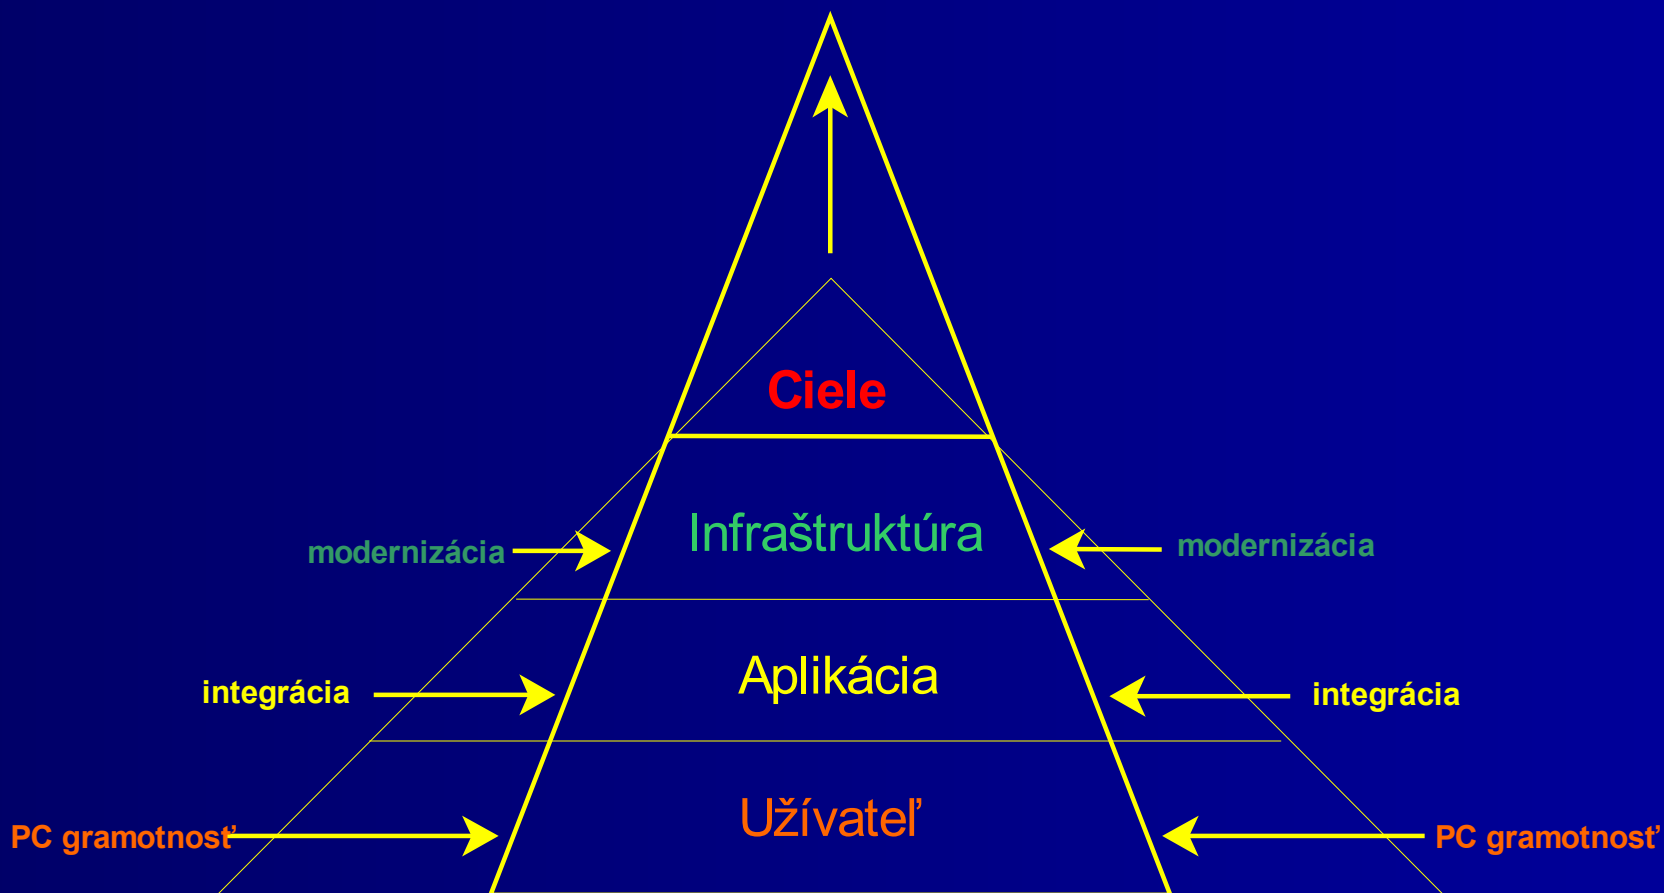 Ciele
Infraštruktúra
modernizácia
modernizácia
Aplikácia
integrácia
integrácia
Užívateľ
PC gramotnosť
PC gramotnosť